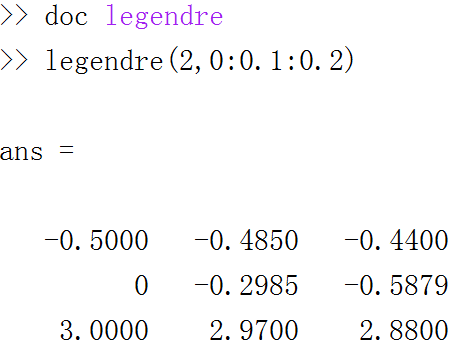 >> doc legendre
>> legendre(2,0:0.1:0.2)
ans =
-0.5000 -0.4850 -0.4400
0 -0.2985 -0.5879
3.0000 2.9700 2.8800